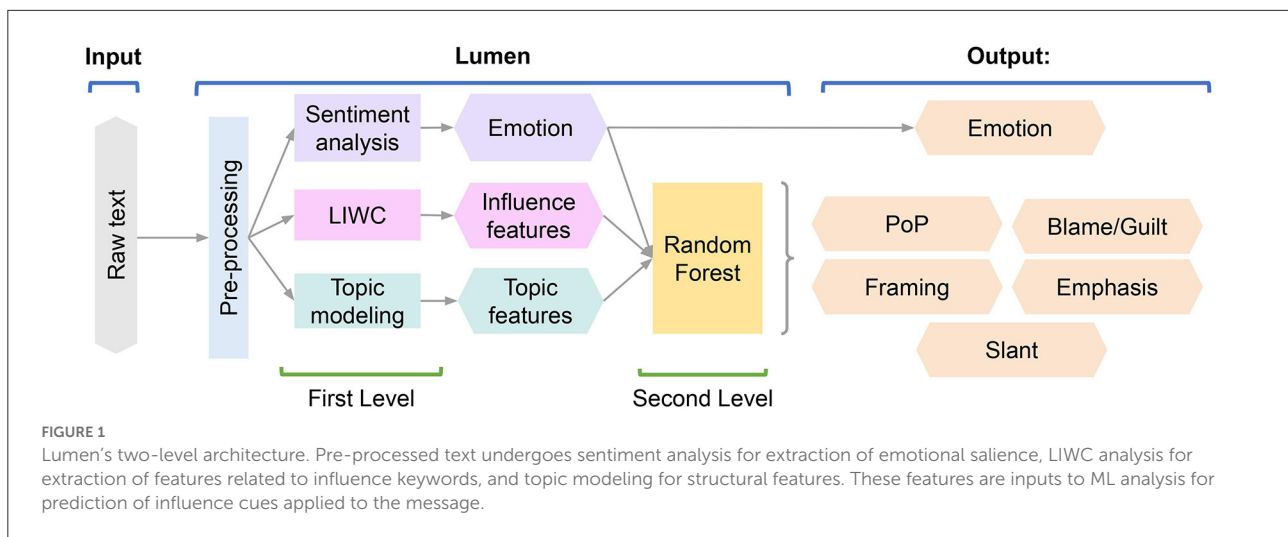 Input
Lumen
Output:
Raw text
Pre-processing
Sentiment
analysis
Emotion
Emotion
LIWC
Influence
features
Topic
modeling
Topic
features
Random
Forest
PoP
Blame/Guilt
Framing
Emphasis
Slant
First Level
Second Level
FIGURE 1
Lumen's two-level architecture. Pre-processed text undergoes sentiment analysis for extraction of emotional salience, LIWC analysis for
extraction of features related to influence keywords, and topic modeling for structural features. These features are inputs to ML analysis for
prediction of influence cues applied to the message.